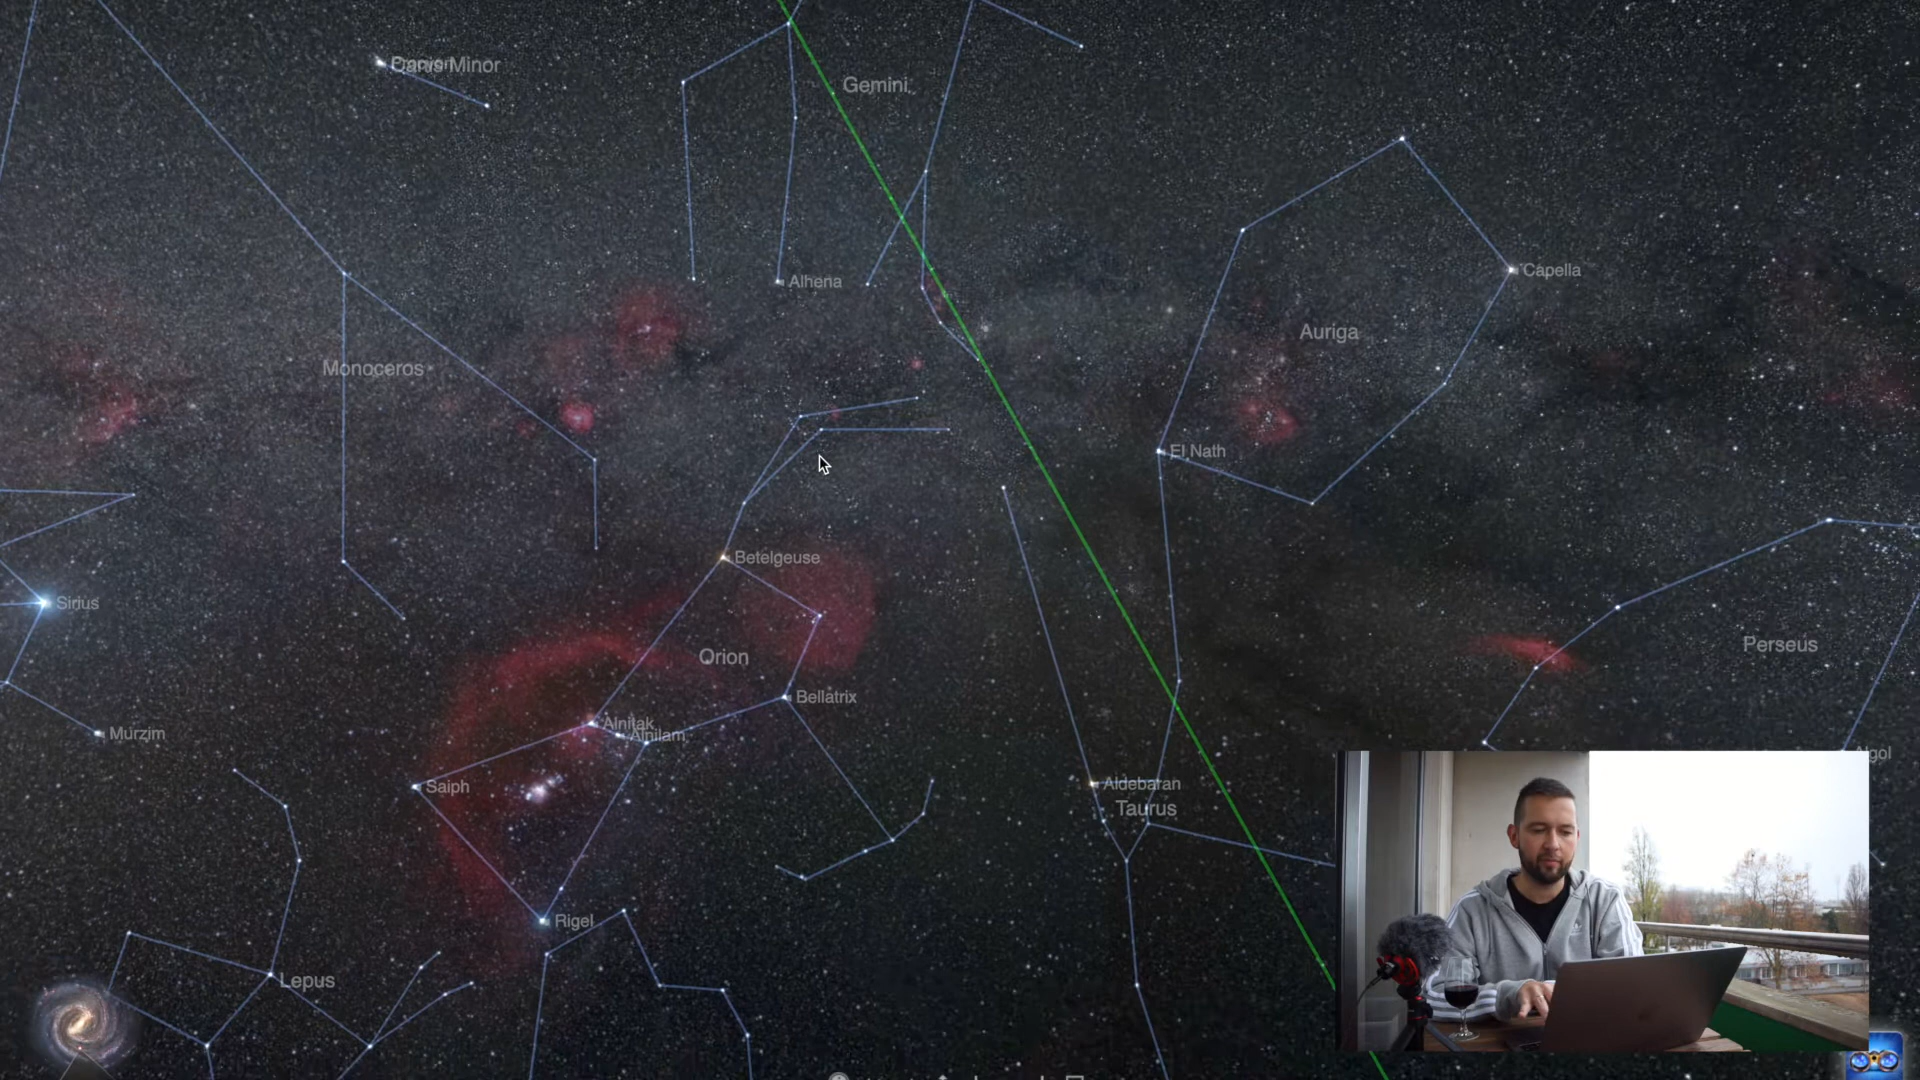 Canis Minor
Gemini
Capella
Alhena
Auriga
Monoceros
El Nath
Betelgeuse
Sirius
Perseus
Orion
Bellatrix
Alnitak
Murzim
Alnilam
Algol
Aldebaran
Saiph
Taurus
Rigel
Lepus